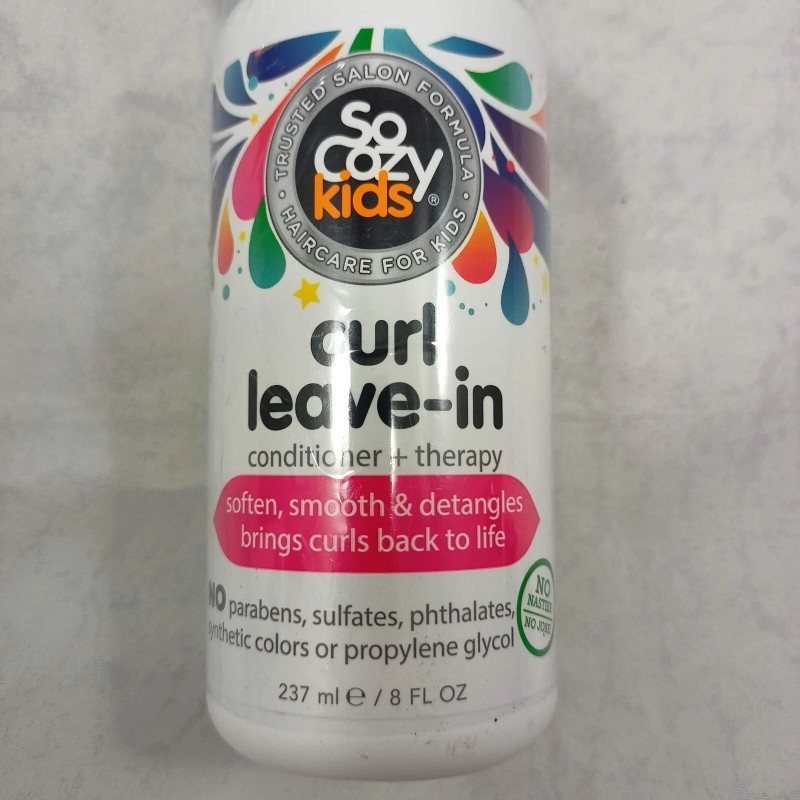 TRUSTED SALON FORMULA
So
Cozy
kids®
• HAIRCARE FOR KIDS •
curl
leave-in
conditioner + therapy
soften, smooth & detangles
brings curls back to life
NO parabens, sulfates, phthalates,
synthetic colors or propylene glycol
NO
NASTIES
NO JOKE
237 ml ℮ / 8 FL OZ